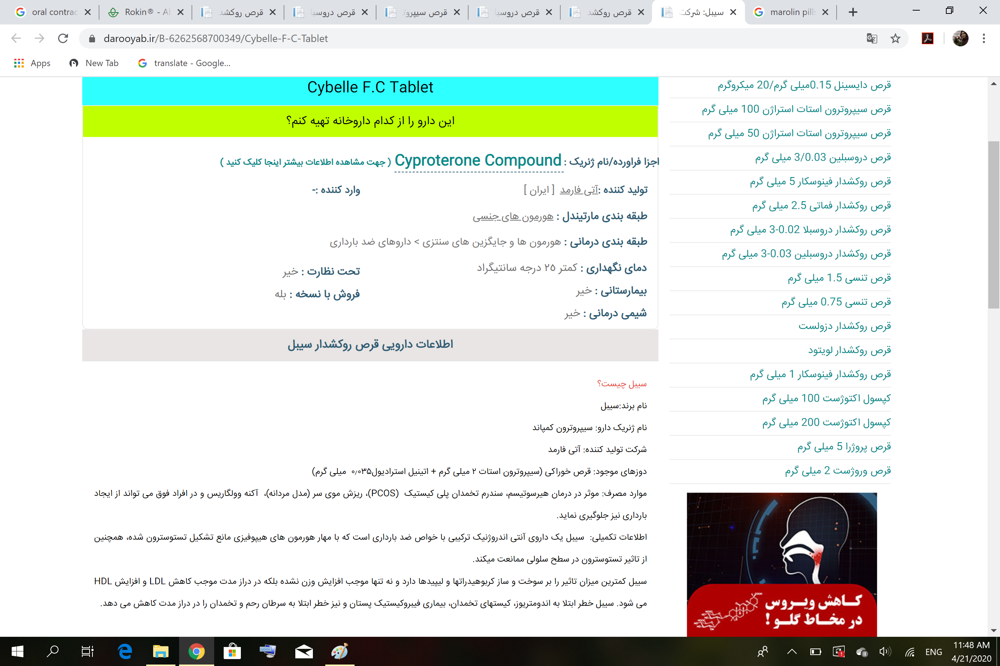 oral contrac
Rokin® - Al
قرص روکشد
قرص دروسبا
قرص سیپروت
قرص دروسبا
قرص روکشد
سیبل: شرکت
marolin pills
darooyab.ir/B-6262568700349/Cybelle-F-C-Tablet
Apps
New Tab
translate - Google...
Cybelle F.C Tablet
این دارو را از کدام داروخانه تهیه کنم؟
اجزا فراورده/نام ژنریک : Cyproterone Compound ( جهت مشاهده اطلاعات بیشتر اینجا کلیک کنید )
تولید کننده :آتی فارمد [ ایران ]
وارد کننده :-
طبقه بندی مارتیندل : هورمون های جنسی
طبقه بندی درمانی : هورمون ها و جایگزین های سنتزی > داروهای ضد بارداری
دمای نگهداری : کمتر ۲۵ درجه سانتیگراد
تحت نظارت : خیر
بیمارستانی : خیر
فروش با نسخه : بله
شیمی درمانی : خیر
اطلاعات دارویی قرص روکشدار سیبل
سیبل چیست؟
نام برند:سیبل
نام ژنریک دارو: سیپروترون کمپاند
شرکت تولید کننده: آتی فارمد
دوزهای موجود: قرص خوراکی (سیپروترون استات ۲ میلی گرم + اتینیل استرادیول۰٫۰۳۵ میلی گرم)
موارد مصرف: موثر در درمان هیرسوتیسم، سندرم تخمدان پلی کیستیک (PCOS)، ریزش موی سر (مدل مردانه)، آکنه وولگاریس و در افراد فوق می تواند از ایجاد
بارداری نیز جلوگیری نماید.
اطلاعات تکمیلی: سیبل یک داروی آنتی اندروژنیک ترکیبی با خواص ضد بارداری است که با مهار هورمون های هیپوفیزی مانع تشکیل تستوسترون شده، همچنین
از تاثیر تستوسترون در سطح سلولی ممانعت میکند.
سیبل کمترین میزان تاثیر را بر سوخت و ساز کربوهیدراتها و لیپیدها دارد و نه تنها موجب افزایش وزن نشده بلکه در دراز مدت موجب کاهش LDL و افزایش HDL
می شود. سیبل خطر ابتلا به اندومتریوز، کیستهای تخمدان، بیماری فیبروکیستیک پستان و نیز خطر ابتلا به سرطان رحم و تخمدان را در دراز مدت کاهش می دهد.
قرص دایسینل 0.15میلی گرم/20 میکروگرم
قرص سیپروترون استات استراژن 100 میلی گرم
قرص سیپروترون استات استراژن 50 میلی گرم
قرص دروسبلین 3/0.03 میلی گرم
قرص روکشدار فینوسکار 5 میلی گرم
قرص روکشدار فماتی 2.5 میلی گرم
قرص روکشدار دروسبلا 0.02-3 میلی گرم
قرص روکشدار دروسبلین 0.03-3 میلی گرم
قرص تنسی 1.5 میلی گرم
قرص تنسی 0.75 میلی گرم
قرص روکشدار دزولست
قرص روکشدار لویتود
قرص روکشدار فینوسکار 1 میلی گرم
کپسول اکتوژست 100 میلی گرم
کپسول اکتوژست 200 میلی گرم
قرص پروژرا 5 میلی گرم
قرص وروژست 2 میلی گرم
کاهش ویروس
در مخاط گلو !
ENG
11:48 AM
4/21/2020